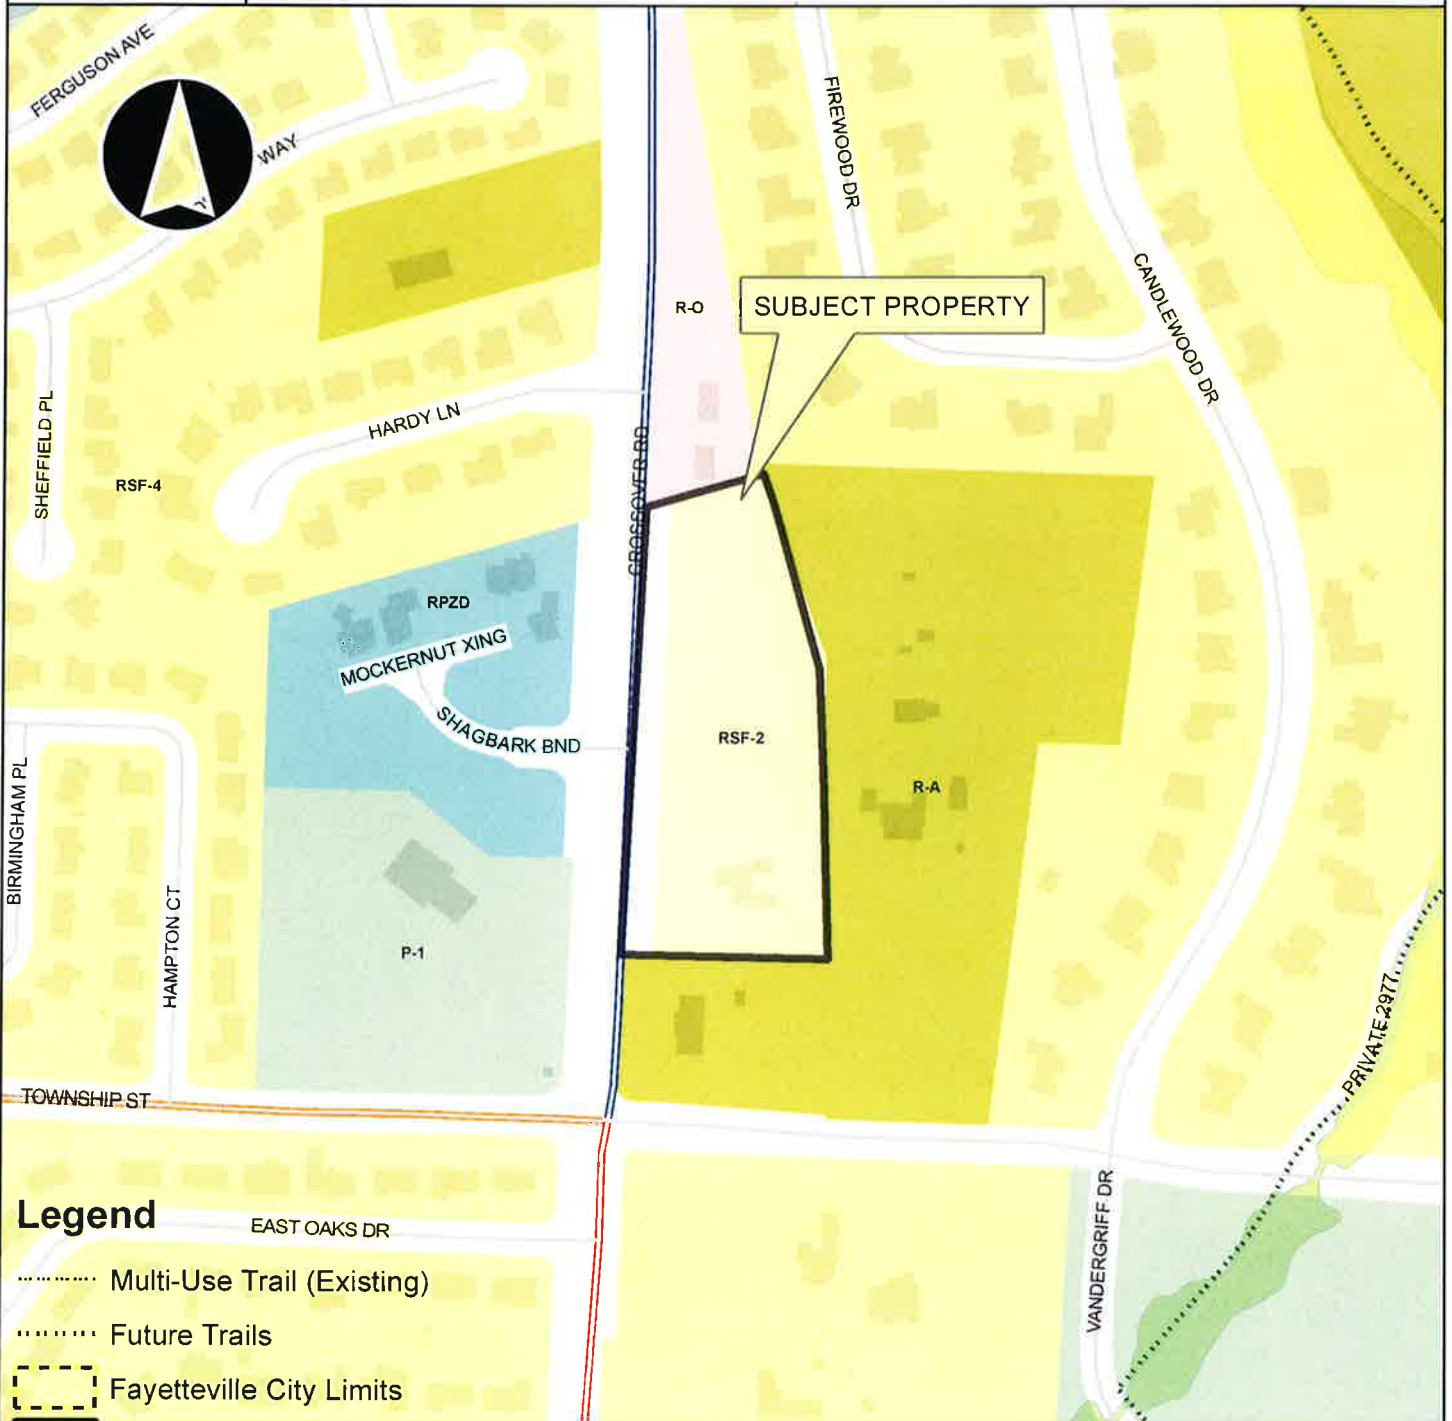 FERGUSON AVE
WAY
FIREWOOD DR
CANDLEWOOD DR
R-O
SUBJECT PROPERTY
SHEFFIELD PL
HARDY LN
CROSSOVER RD
RSF-4
RPZD
MOCKERNUT XING
SHAGBARK BND
RSF-2
R-A
BIRMINGHAM PL
HAMPTON CT
P-1
PRIVATE 2977
TOWNSHIP ST
VANDERGRIFF DR
EAST OAKS DR
Legend
Multi-Use Trail (Existing)
Future Trails
Fayetteville City Limits